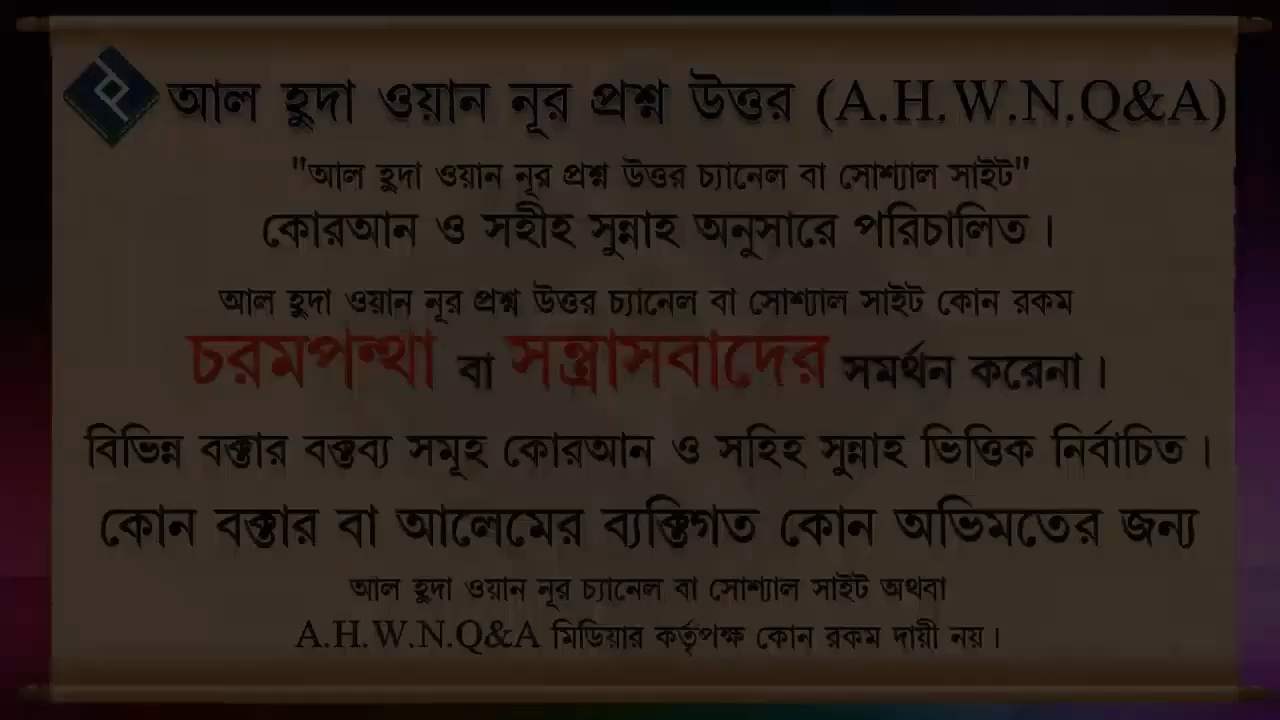 আল হুদা ওয়ান নূর প্রশ্ন উত্তর (A.H.W.N.Q&A)
"আল হুদা ওয়ান নূর প্রশ্ন উত্তর চ্যানেল বা সোশ্যাল সাইট"
কোরআন ও সহীহ সুন্নাহ অনুসারে পরিচালিত।
আল হুদা ওয়ান নূর প্রশ্ন উত্তর চ্যানেল বা সোশ্যাল সাইট কোন রকম
চরমপন্থা বা সন্ত্রাসবাদের সমর্থন করেনা।
বিভিন্ন বক্তার বক্তব্য সমূহ কোরআন ও সহিহ সুন্নাহ ভিত্তিক নির্বাচিত।
কোন বক্তার বা আলেমের ব্যক্তিগত কোন অভিমতের জন্য
আল হুদা ওয়ান নূর চ্যানেল বা সোশ্যাল সাইট অথবা
A.H.W.N.Q&A মিডিয়ার কর্তৃপক্ষ কোন রকম দায়ী নয়।